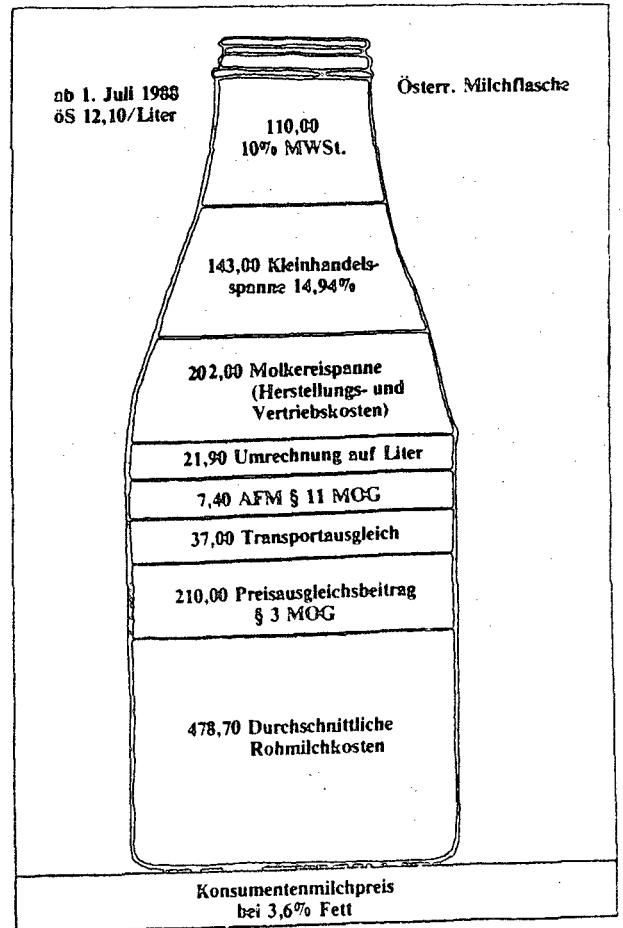 ab 1. Juli 1988
öS 12,10/Liter
Österr. Milchflasche
110,00
10% MWSt.
143,00 Kleinhandels-
spanne 14,94%
202,00 Molkereispanne
(Herstellungs- und
Vertriebskosten)
21,90 Umrechnung auf Liter
7,40 AFM § 11 MOG
37,00 Transportausgleich
210,00 Preisausgleichsbeitrag
§ 3 MOG
478,70 Durchschnittliche
Rohmilchkosten
Konsumentenmilchpreis
bei 3,6% Fett